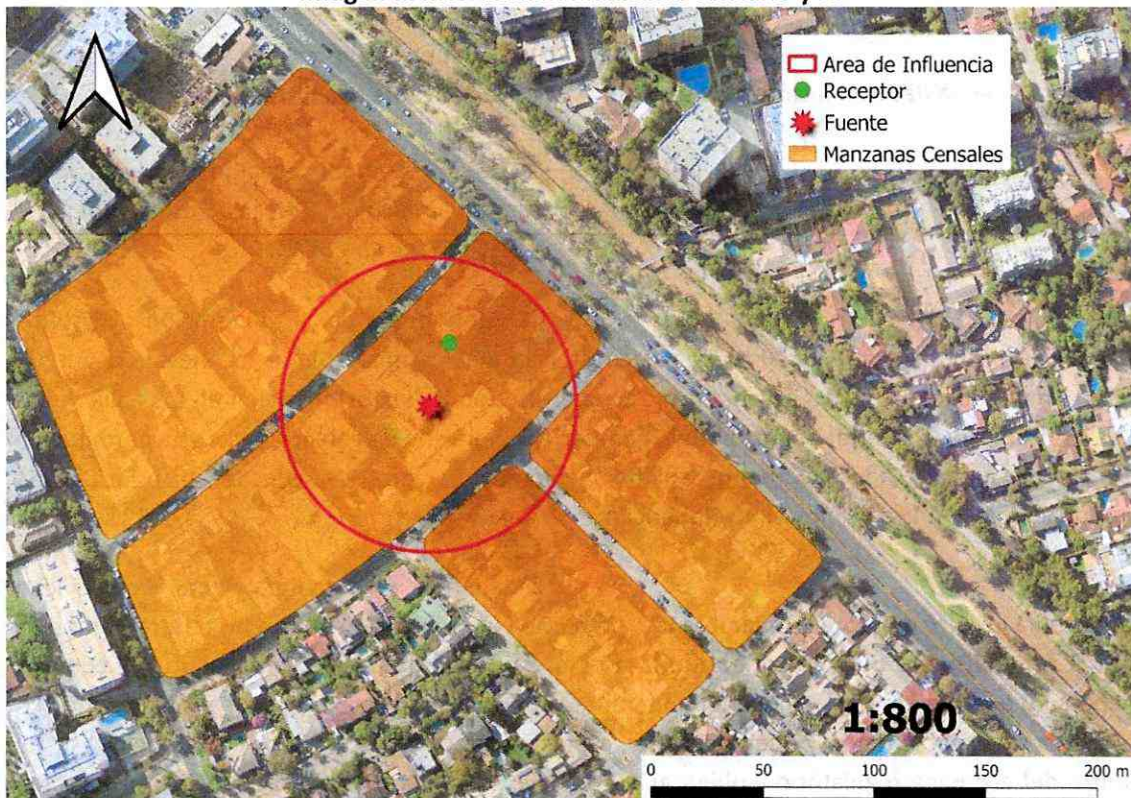 Area de Influencia
Receptor
Fuente
Manzanas Censales
1:800
0 50 100 150 200 m